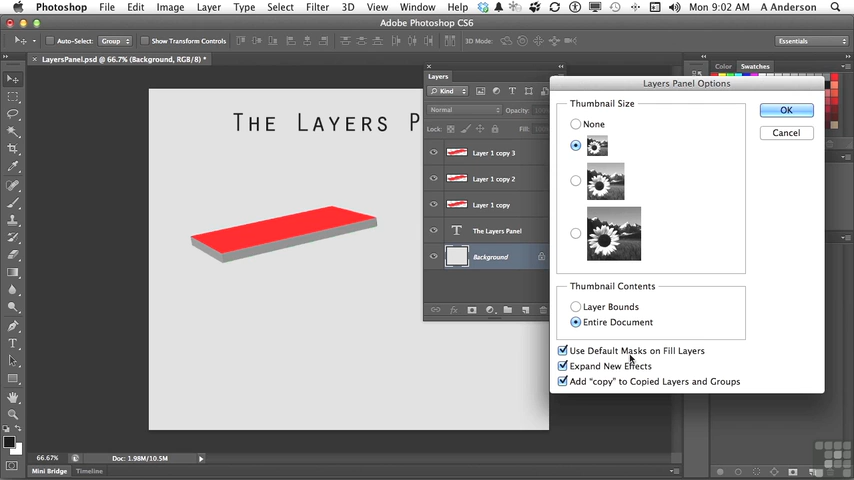 Photoshop File Edit Image Layer Type Select Filter 3D View Window Help Mon 9:02 AM A Anderson
Adobe Photoshop CS6
Auto-Select: Group Show Transform Controls 3D Mode: Essentials
LayersPanel.psd @ 66.7% (Background, RGB/8) *
Layers
Kind
Normal Opacity:
Lock: Fill:
Layer 1 copy 3
Layer 1 copy 2
Layer 1 copy
The Layers Panel
Background
The Layers P
Color Swatches
Layers Panel Options
Thumbnail Size
None
OK
Cancel
Thumbnail Contents
Layer Bounds
Entire Document
Use Default Masks on Fill Layers
Expand New Effects
Add "copy" to Copied Layers and Groups
66.67% Doc: 1.98M/10.5M
Mini Bridge Timeline